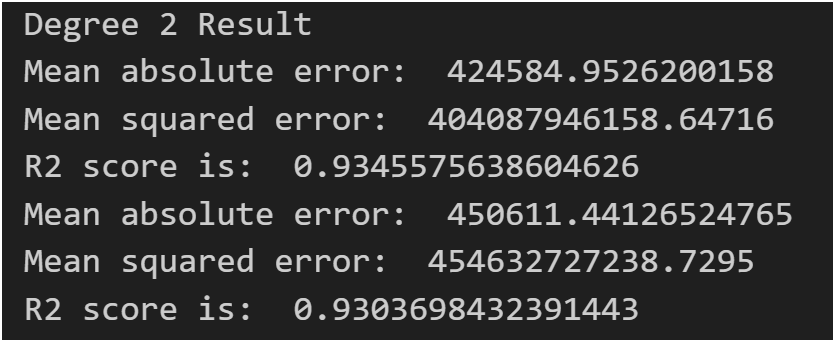 Degree 2 Result
Mean absolute error:  424584.9526200158
Mean squared error:  404087946158.64716
R2 score is:  0.9345575638604626
Mean absolute error:  450611.44126524765
Mean squared error:  454632727238.7295
R2 score is:  0.9303698432391443